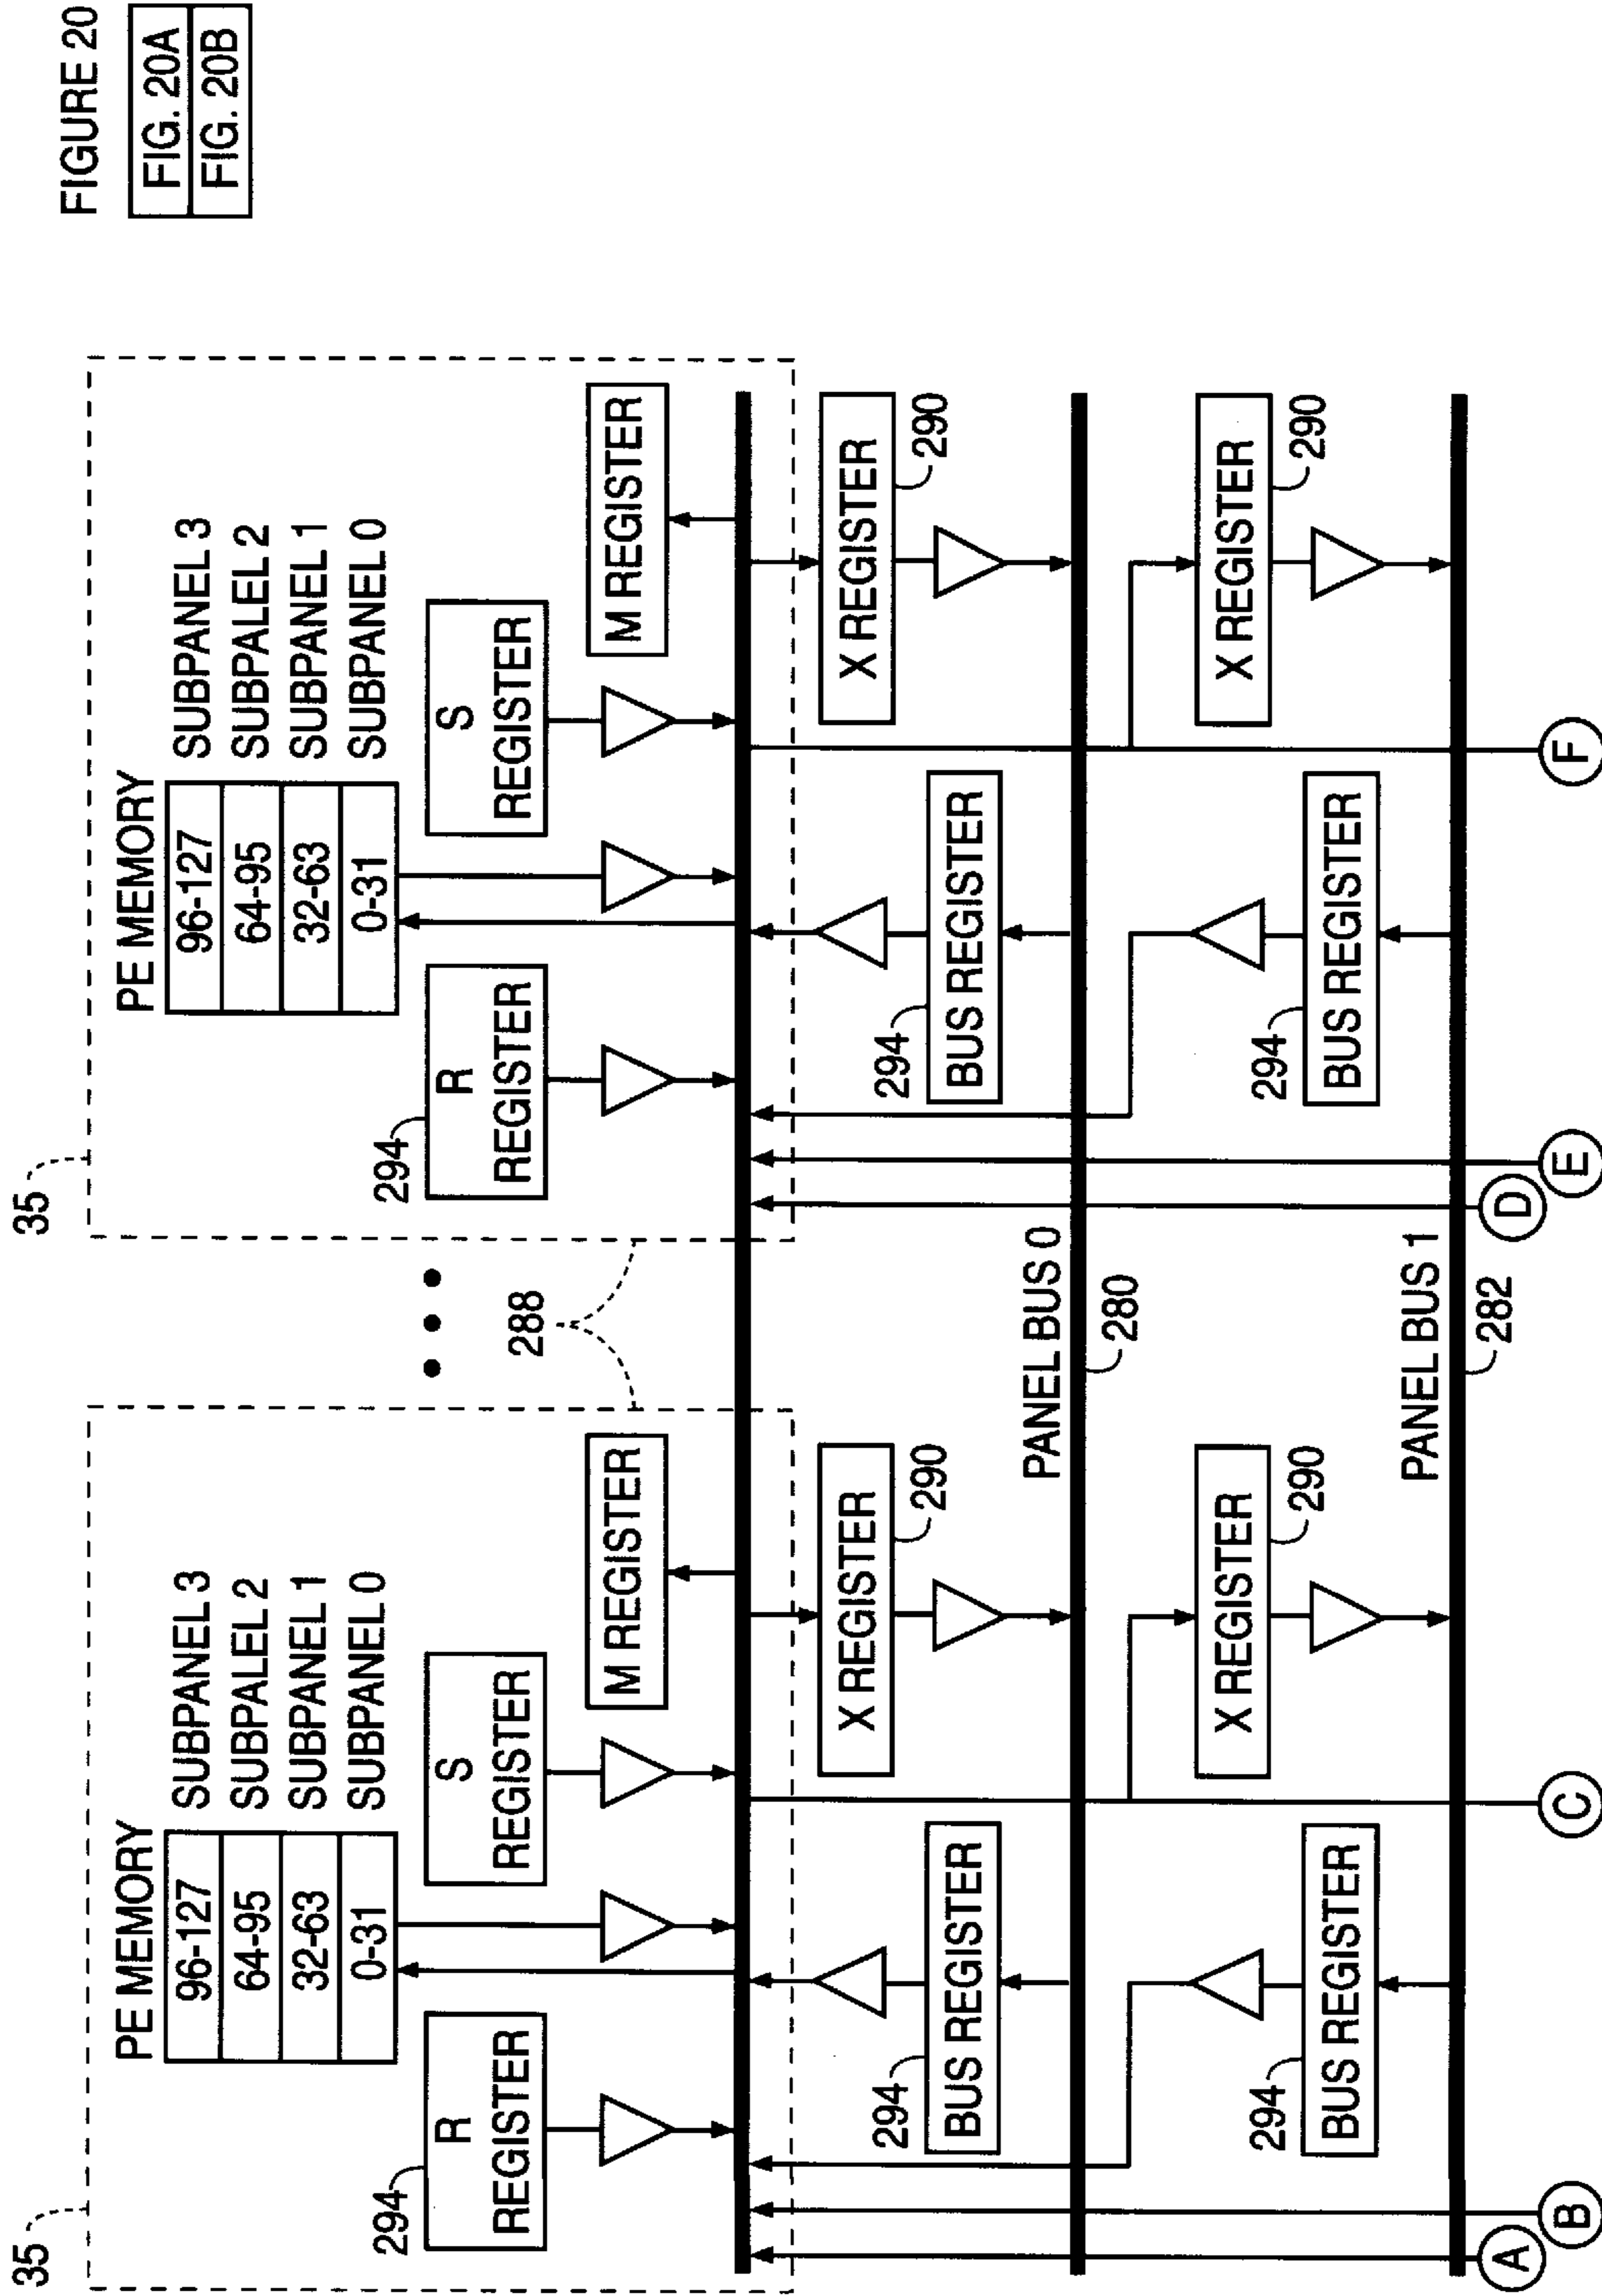 FIGURE 20
FIG. 20A
FIG. 20B
35
35
PE MEMORY
96-127 SUBPANEL 3
64-95 SUBPALEL 2
32-63 SUBPANEL 1
0-31 SUBPANEL 0
294
R
REGISTER
S
REGISTER
M REGISTER
288
PE MEMORY
96-127 SUBPANEL 3
64-95 SUBPALEL 2
32-63 SUBPANEL 1
0-31 SUBPANEL 0
294
R
REGISTER
S
REGISTER
M REGISTER
294
BUS REGISTER
X REGISTER
290
PANEL BUS 0
280
294
BUS REGISTER
X REGISTER
290
294
BUS REGISTER
X REGISTER
290
PANEL BUS 1
282
294
BUS REGISTER
X REGISTER
290
A
B
C
D
E
F